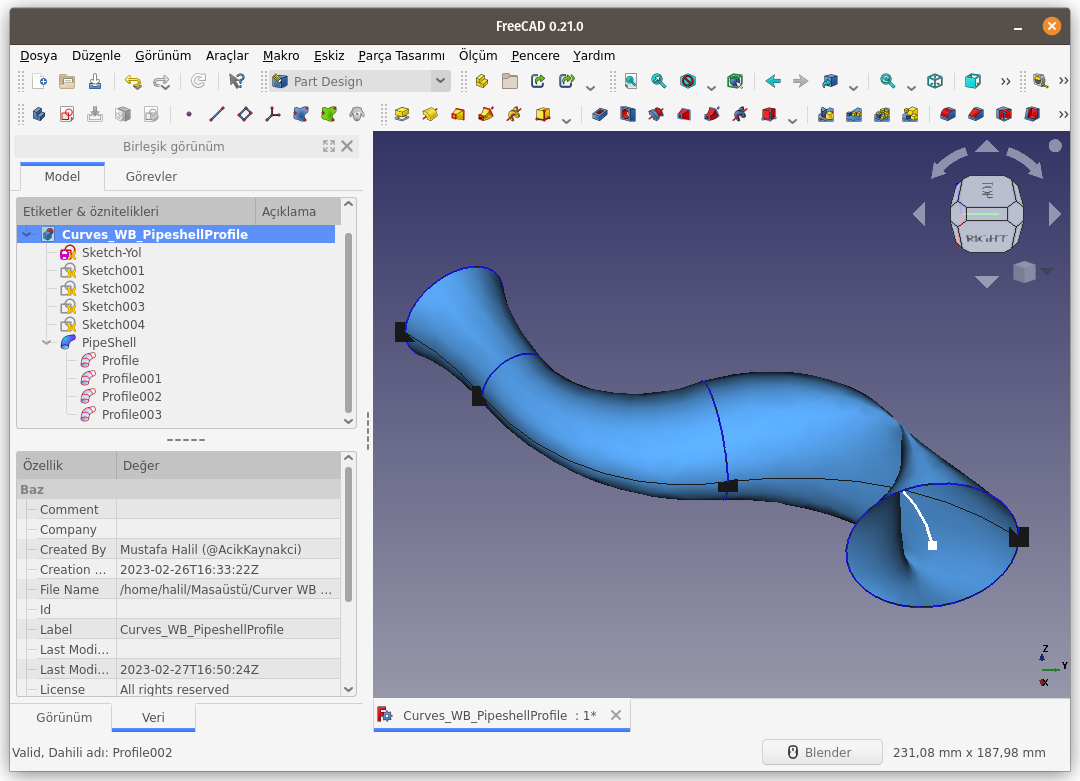 FreeCAD 0.21.0
Dosya Düzenle Görünüm Araçlar Makro Eskiz Parça Tasarımı Ölçüm Pencere Yardım
Part Design
Birleşik görünüm
Model Görevler
Etiketler & öznitelikleri Açıklama
Curves_WB_PipeshellProfile
Sketch-Yol
Sketch001
Sketch002
Sketch003
Sketch004
PipeShell
Profile
Profile001
Profile002
Profile003
Özellik Değer
Baz
Comment
Company
Created By Mustafa Halil (@AcikKaynakci)
Creation ... 2023-02-26T16:33:22Z
File Name /home/halil/Masaüstü/Curver WB ...
Id
Label Curves_WB_PipeshellProfile
Last Modi...
Last Modi... 2023-02-27T16:50:24Z
License All rights reserved
Görünüm Veri
RIGHT
Z
Y
X
Curves_WB_PipeshellProfile : 1*
Valid, Dahili adı: Profile002
Blender 231,08 mm x 187,98 mm